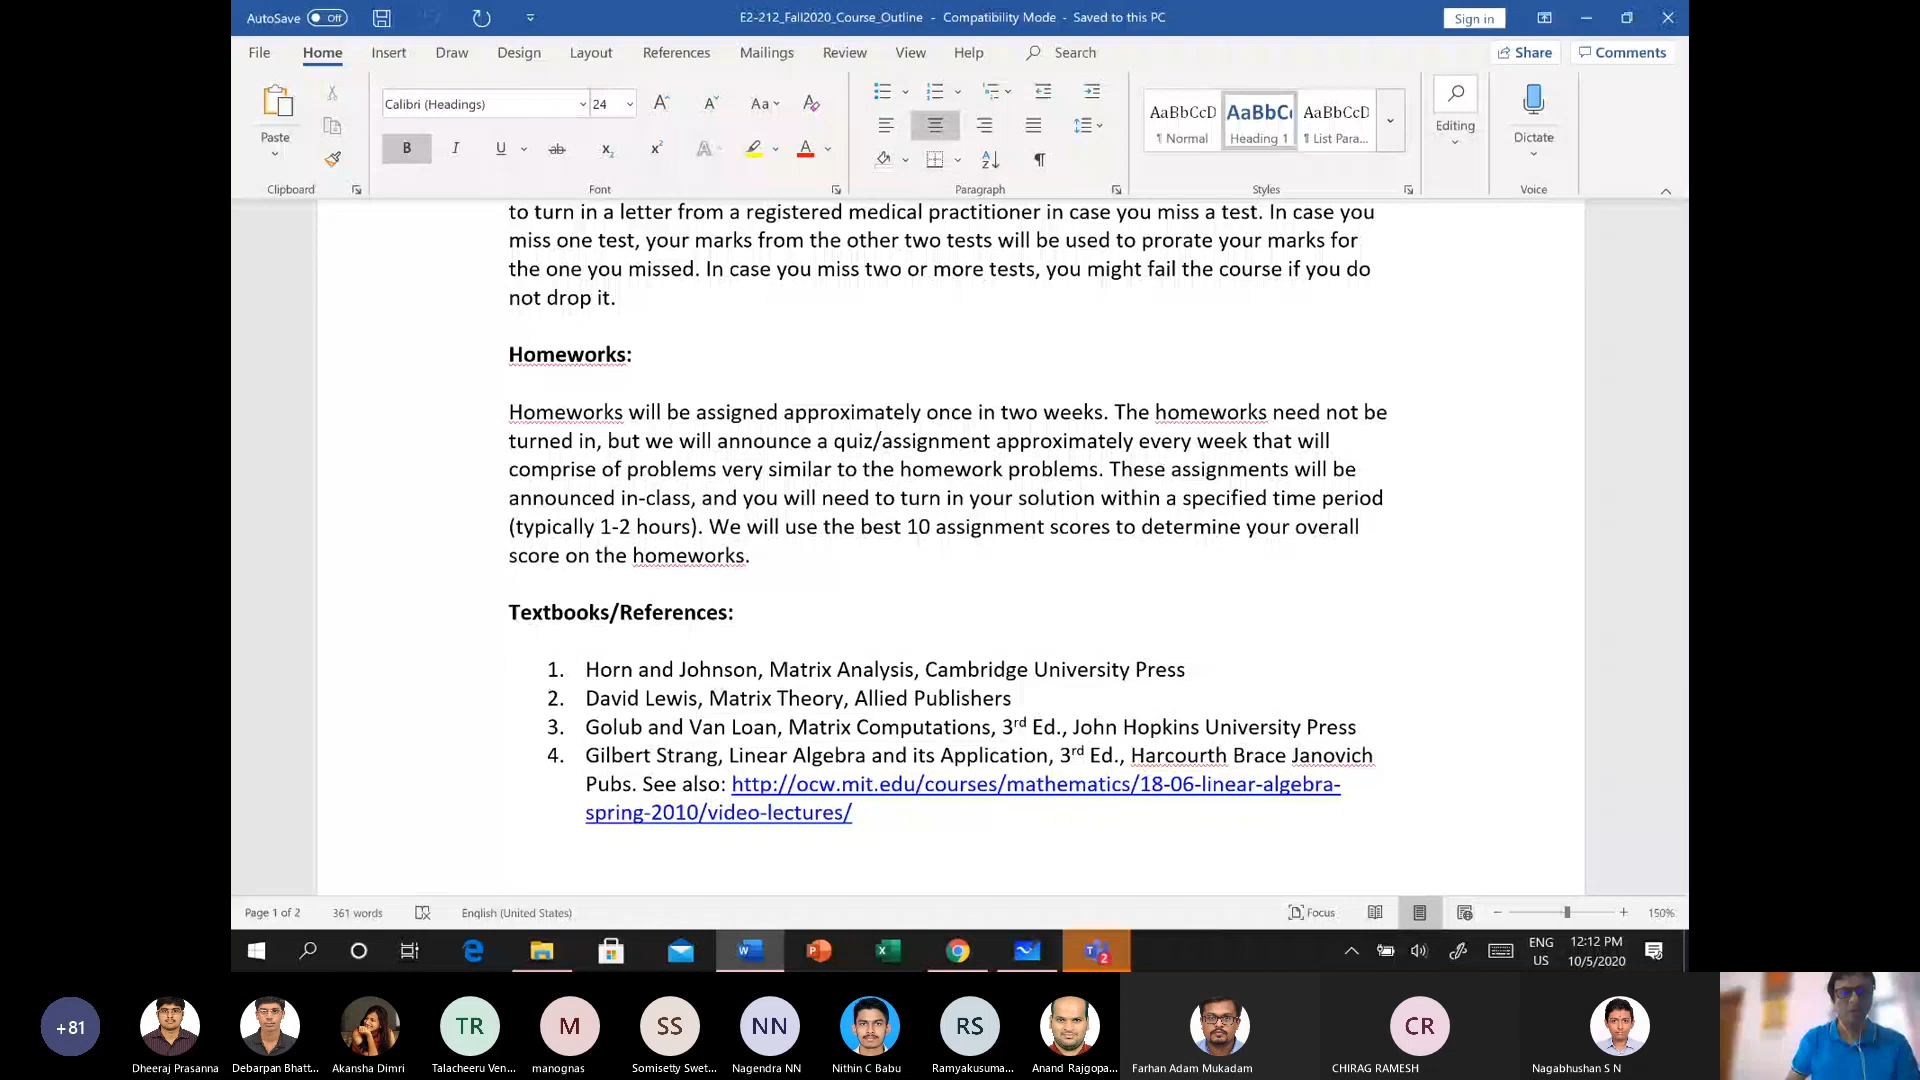 AutoSave Off E2-212_Fall2020_Course_Outline - Compatibility Mode - Saved to this PC Sign in
File Home Insert Draw Design Layout References Mailings Review View Help Search Share Comments
Paste
Calibri (Headings) 24
Aa
B I U ab x₂ x² A A
AaBbCcD AaBbCc AaBbCcD
¶ Normal Heading 1 ¶ List Para...
Editing
Dictate
Clipboard Font Paragraph Styles Voice
to turn in a letter from a registered medical practitioner in case you miss a test. In case you
miss one test, your marks from the other two tests will be used to prorate your marks for
the one you missed. In case you miss two or more tests, you might fail the course if you do
not drop it.
Homeworks:
Homeworks will be assigned approximately once in two weeks. The homeworks need not be
turned in, but we will announce a quiz/assignment approximately every week that will
comprise of problems very similar to the homework problems. These assignments will be
announced in-class, and you will need to turn in your solution within a specified time period
(typically 1-2 hours). We will use the best 10 assignment scores to determine your overall
score on the homeworks.
Textbooks/References:
1. Horn and Johnson, Matrix Analysis, Cambridge University Press
2. David Lewis, Matrix Theory, Allied Publishers
3. Golub and Van Loan, Matrix Computations, 3rd Ed., John Hopkins University Press
4. Gilbert Strang, Linear Algebra and its Application, 3rd Ed., Harcourth Brace Janovich
Pubs. See also: http://ocw.mit.edu/courses/mathematics/18-06-linear-algebra-
spring-2010/video-lectures/
Page 1 of 2 361 words English (United States) Focus 150%
ENG 12:12 PM
US 10/5/2020
+81 TR M SS NN RS CR
Dheeraj Prasanna Debarpan Bhatt... Akansha Dimri Talacheeru Ven... manognas Somisetty Swet... Nagendra NN Nithin C Babu Ramyakusuma... Anand Rajgopa... Farhan Adam Mukadam CHIRAG RAMESH Nagabhushan S N